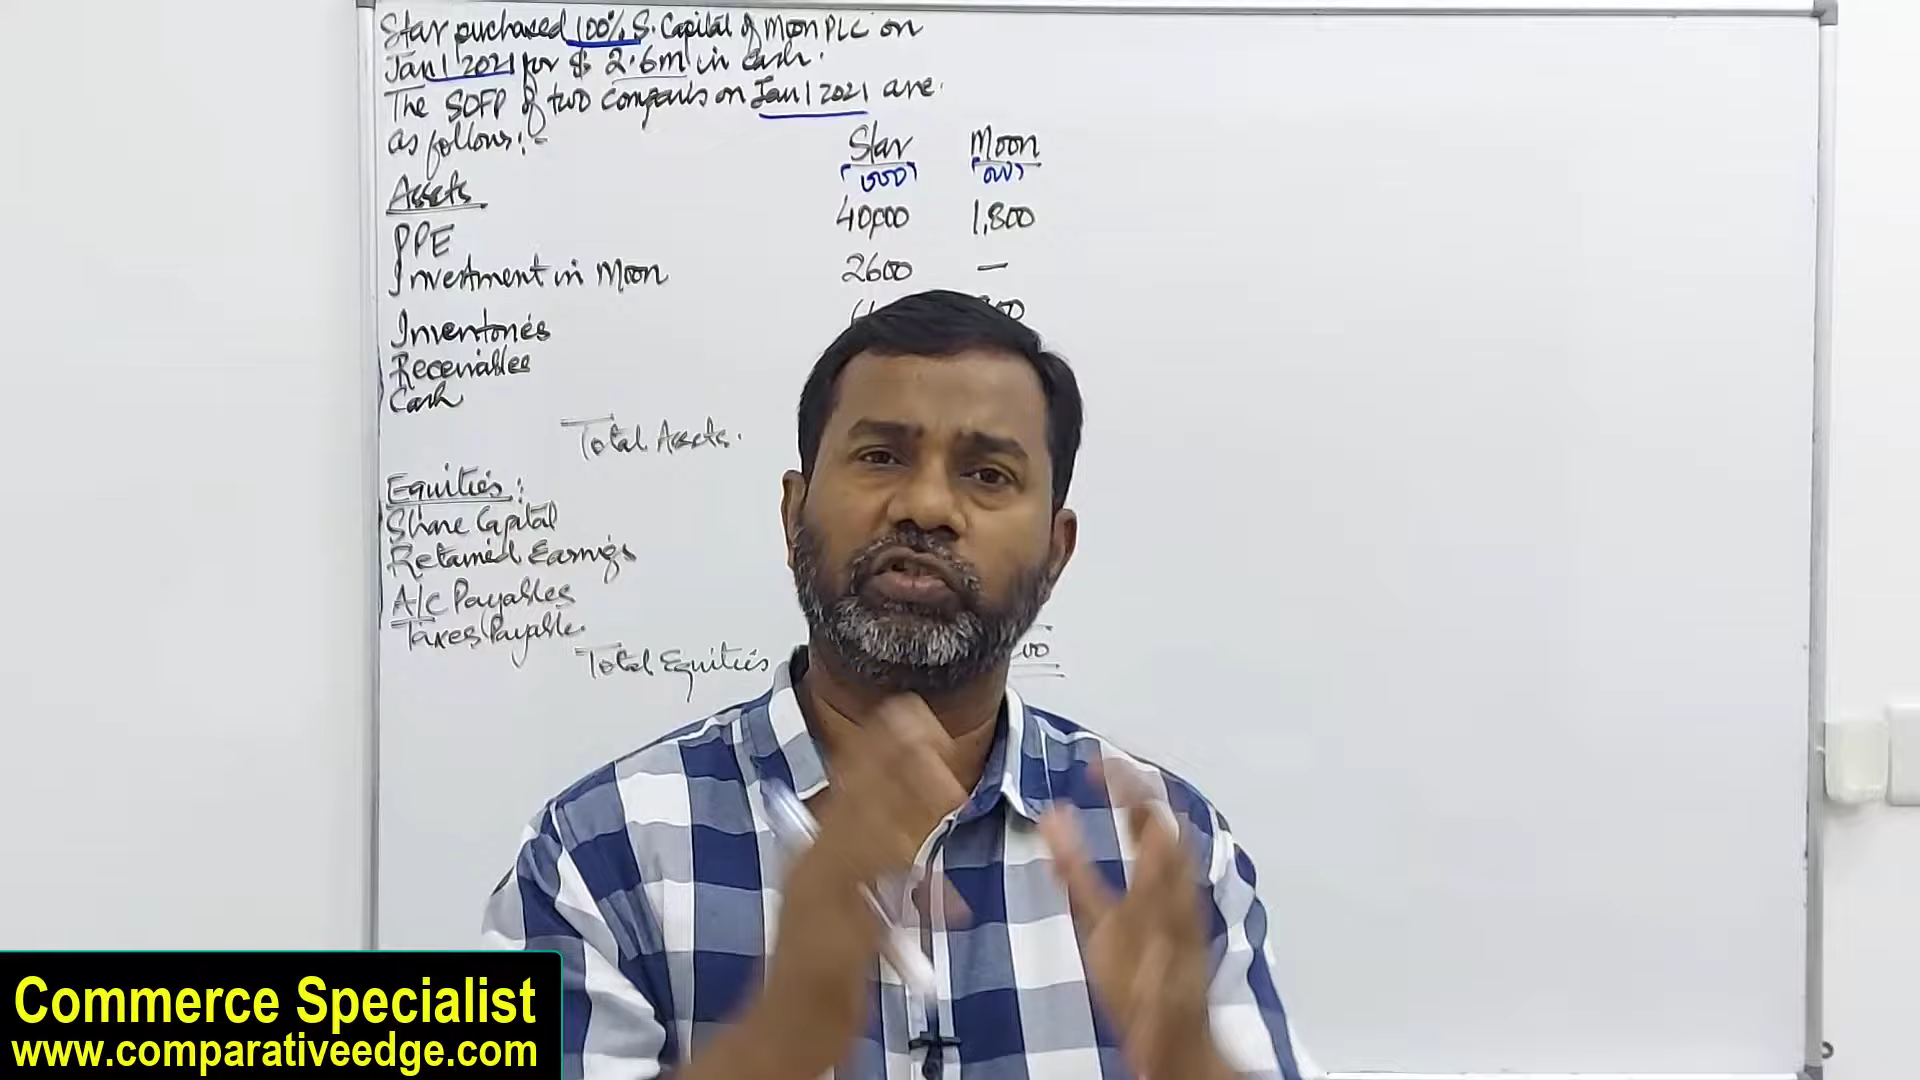 Star puchased 100% S. Capital of Moon PLC on
Jan 1 2021 for $ 2.6m in cash.
The SOFP of two companies on Jan 1 2021 are
as follows:-
Star Moon
(000) (000)
Assets
PPE 40,000 1,800
Investment in Moon 2600 —
Inventories
Receivables
Cash
Total Assets.
Equities:
Share Capital
Retained Earnings
A/C Payables
Taxes Payable.
Total Equities
Commerce Specialist
www.comparativeedge.com